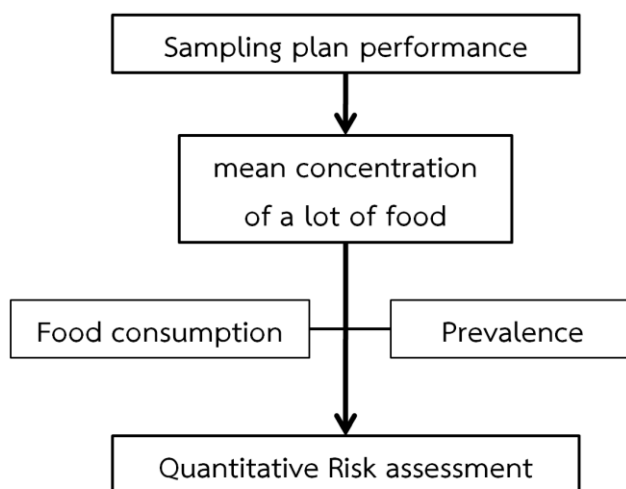 Sampling plan performance
mean concentration
of a lot of food
Food consumption
Prevalence
Quantitative Risk assessment